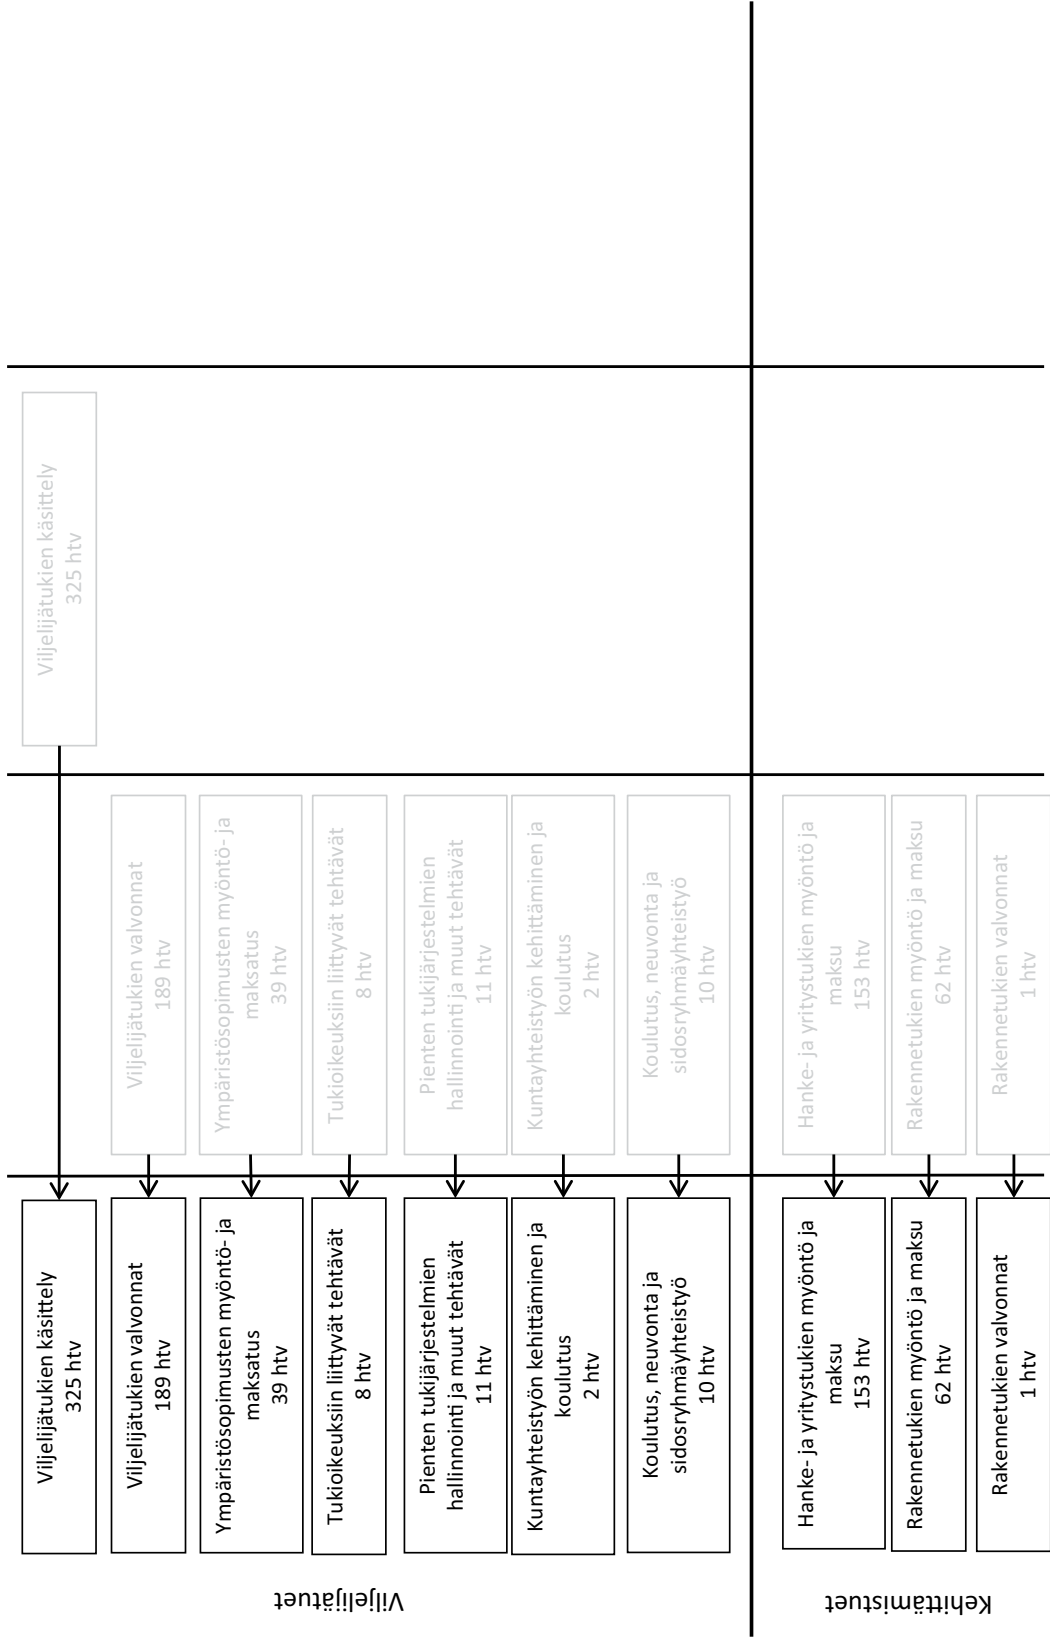 Viljelijätuet
Viljelijätukien käsittely
325 htv
Viljelijätukien käsittely
325 htv
Viljelijätukien valvonnat
189 htv
Viljelijätukien valvonnat
189 htv
Ympäristösopimusten myöntö- ja
maksatus
39 htv
Ympäristösopimusten myöntö- ja
maksatus
39 htv
Tukioikeuksiin liittyvät tehtävät
8 htv
Tukioikeuksiin liittyvät tehtävät
8 htv
Pienten tukijärjestelmien
hallinnointi ja muut tehtävät
11 htv
Pienten tukijärjestelmien
hallinnointi ja muut tehtävät
11 htv
Kuntayhteistyön kehittäminen ja
koulutus
2 htv
Kuntayhteistyön kehittäminen ja
koulutus
2 htv
Koulutus, neuvonta ja
sidosryhmäyhteistyö
10 htv
Koulutus, neuvonta ja
sidosryhmäyhteistyö
10 htv
Kehittämistuet
Hanke- ja yritystukien myöntö ja
maksu
153 htv
Hanke- ja yritystukien myöntö ja
maksu
153 htv
Rakennetukien myöntö ja maksu
62 htv
Rakennetukien myöntö ja maksu
62 htv
Rakennetukien valvonnat
1 htv
Rakennetukien valvonnat
1 htv